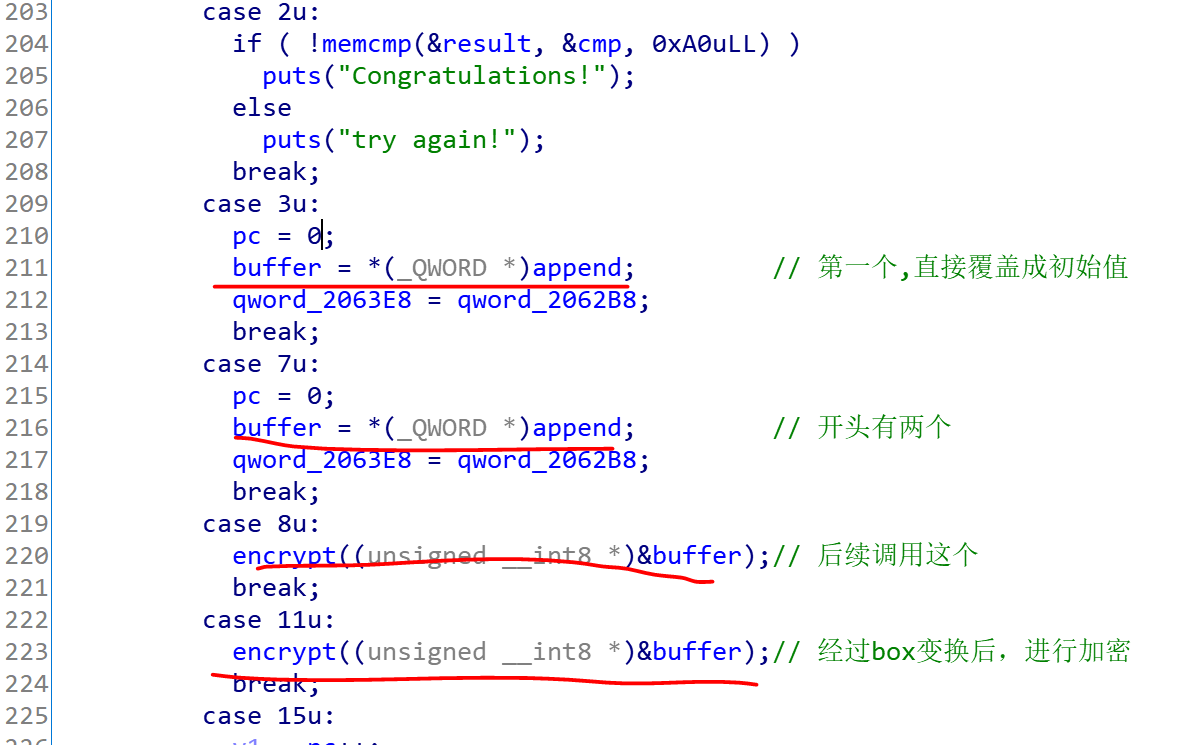 203 case 2u:
204 if ( !memcmp(&result, &cmp, 0xA0uLL) )
205 puts("Congratulations!");
206 else
207 puts("try again!");
208 break;
209 case 3u:
210 pc = 0;
211 buffer = *(_QWORD *)append; // 第一个,直接覆盖成初始值
212 qword_2063E8 = qword_2062B8;
213 break;
214 case 7u:
215 pc = 0;
216 buffer = *(_QWORD *)append; // 开头有两个
217 qword_2063E8 = qword_2062B8;
218 break;
219 case 8u:
220 encrypt((unsigned __int8 *)&buffer);// 后续调用这个
221 break;
222 case 11u:
223 encrypt((unsigned __int8 *)&buffer);// 经过box变换后，进行加密
224 break;
225 case 15u: